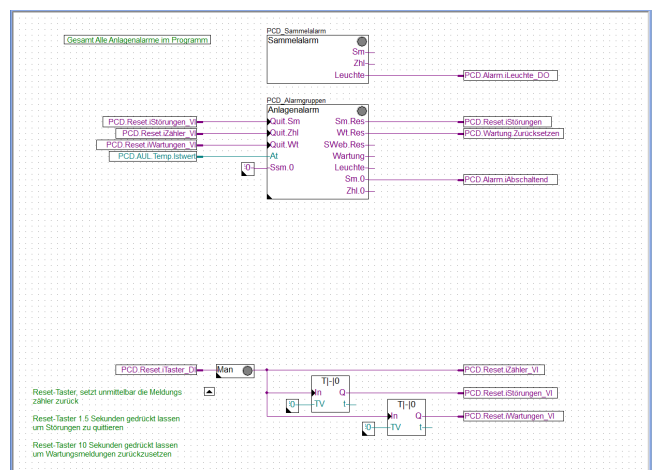 Gesamt Alle Anlagenalarme im Programm
PCD_Sammelalarm
Sammelalarm
Sm
Zhl
Leuchte
PCD.Alarm.iLeuchte_DO
PCD_Alarmgruppen
Anlagenalarm
PCD.Reset.iStörungen_VI
Quit.Sm
Sm.Res
PCD.Reset.iStörungen
PCD.Reset.iZähler_VI
Quit.Zhl
Wt.Res
PCD.Wartung.Zurücksetzen
PCD.Reset.iWartungen_VI
Quit.Wt
SWeb.Res
PCD.AUL.Temp.Istwert
At
Wartung
!0
Ssm.0
Leuchte
Sm.0
PCD.Alarm.iAbschaltend
Zhl.0
PCD.Reset.iTaster_DI
Man
PCD.Reset.iZähler_VI
T|-|0
In Q
PCD.Reset.iStörungen_VI
!0
TV t
T|-|0
In Q
PCD.Reset.iWartungen_VI
!0
TV t
Reset-Taster, setzt unmittelbar die Meldungs
zähler zurück
Reset-Taster 1.5 Sekunden gedrückt lassen
um Störungen zu quittieren
Reset-Taster 10 Sekunden gedrückt lassen
um Wartungsmeldungen zurückzusetzen